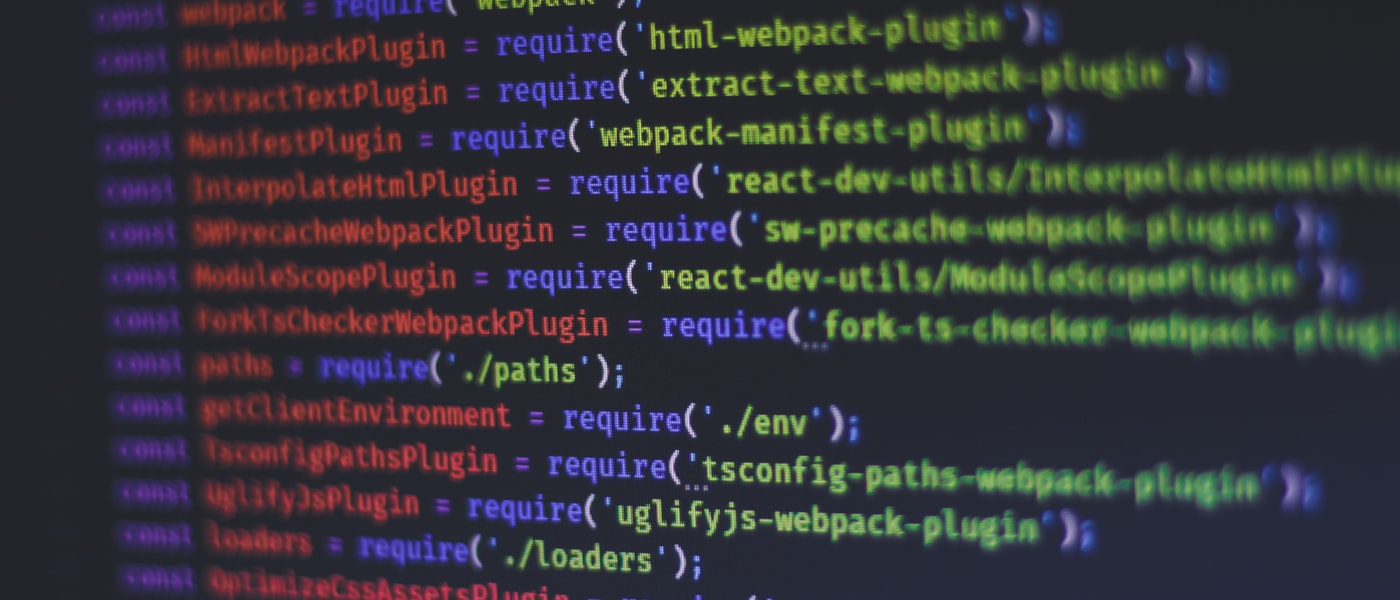 const webpack = require('webpack');
const HtmlWebpackPlugin = require('html-webpack-plugin');
const ExtractTextPlugin = require('extract-text-webpack-plugin');
const ManifestPlugin = require('webpack-manifest-plugin');
const InterpolateHtmlPlugin = require('react-dev-utils/InterpolateHtmlPlu
const SWPrecacheWebpackPlugin = require('sw-precache-webpack-plugin');
const ModuleScopePlugin = require('react-dev-utils/ModuleScopePlugin');
const ForkTsCheckerWebpackPlugin = require('fork-ts-checker-webpack-plugi
const paths = require('./paths');
const getClientEnvironment = require('./env');
const TsconfigPathsPlugin = require('tsconfig-paths-webpack-plugin');
const UglifyJsPlugin = require('uglifyjs-webpack-plugin');
const loaders = require('./loaders');
const OptimizeCssAssetsPlugin = require('